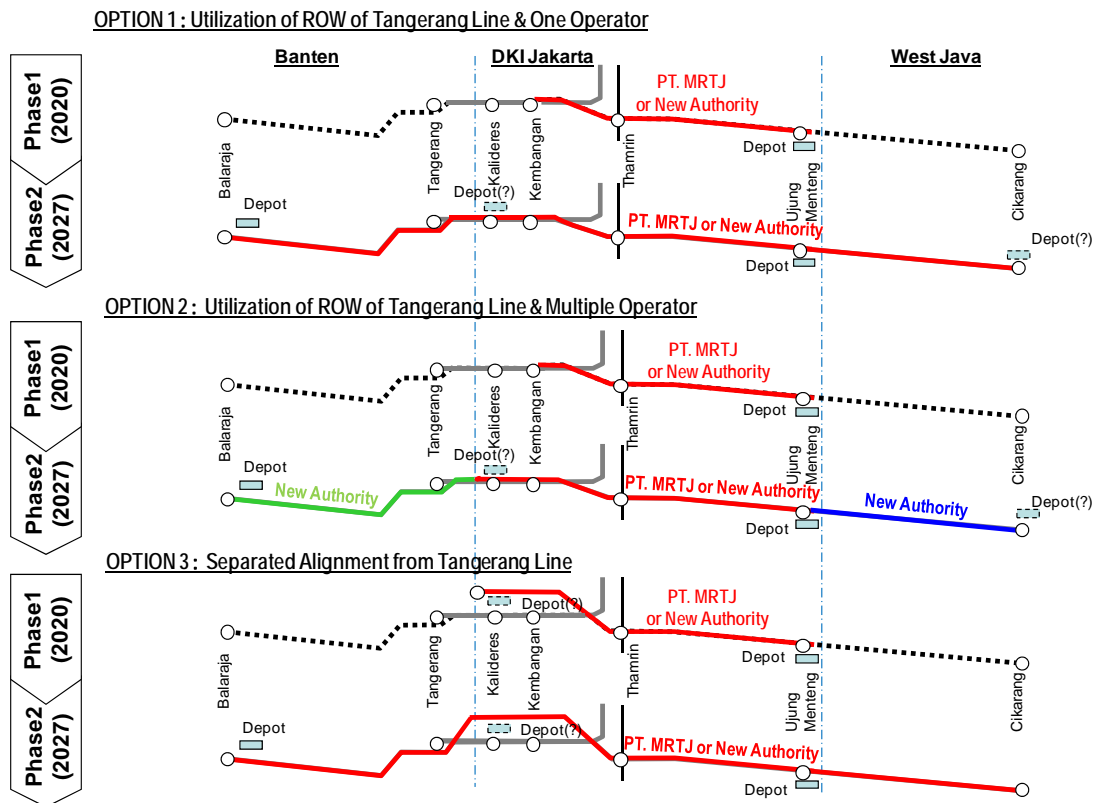 OPTION 1 : Utilization of ROW of Tangerang Line & One Operator
Banten
DKI Jakarta
West Java
Phase1
(2020)
PT. MRTJ
or New Authority
Balaraja
Tangerang
Kalideres
Kembangan
Thamrin
Depot
Ujung
Menteng
Cikarang
Phase2
(2027)
Depot
Depot(?)
PT. MRTJ or New Authority
Depot
Depot(?)
OPTION 2 : Utilization of ROW of Tangerang Line & Multiple Operator
Phase1
(2020)
PT. MRTJ
or New Authority
Balaraja
Tangerang
Kalideres
Kembangan
Thamrin
Depot
Ujung
Menteng
Cikarang
Phase2
(2027)
Depot
New Authority
Depot(?)
PT. MRTJ or New Authority
Depot
New Authority
Depot(?)
OPTION 3 : Separated Alignment from Tangerang Line
Phase1
(2020)
Depot(?)
PT. MRTJ
or New Authority
Balaraja
Tangerang
Kalideres
Kembangan
Thamrin
Depot
Ujung
Menteng
Cikarang
Phase2
(2027)
Depot
Depot(?)
PT. MRTJ or New Authority
Depot